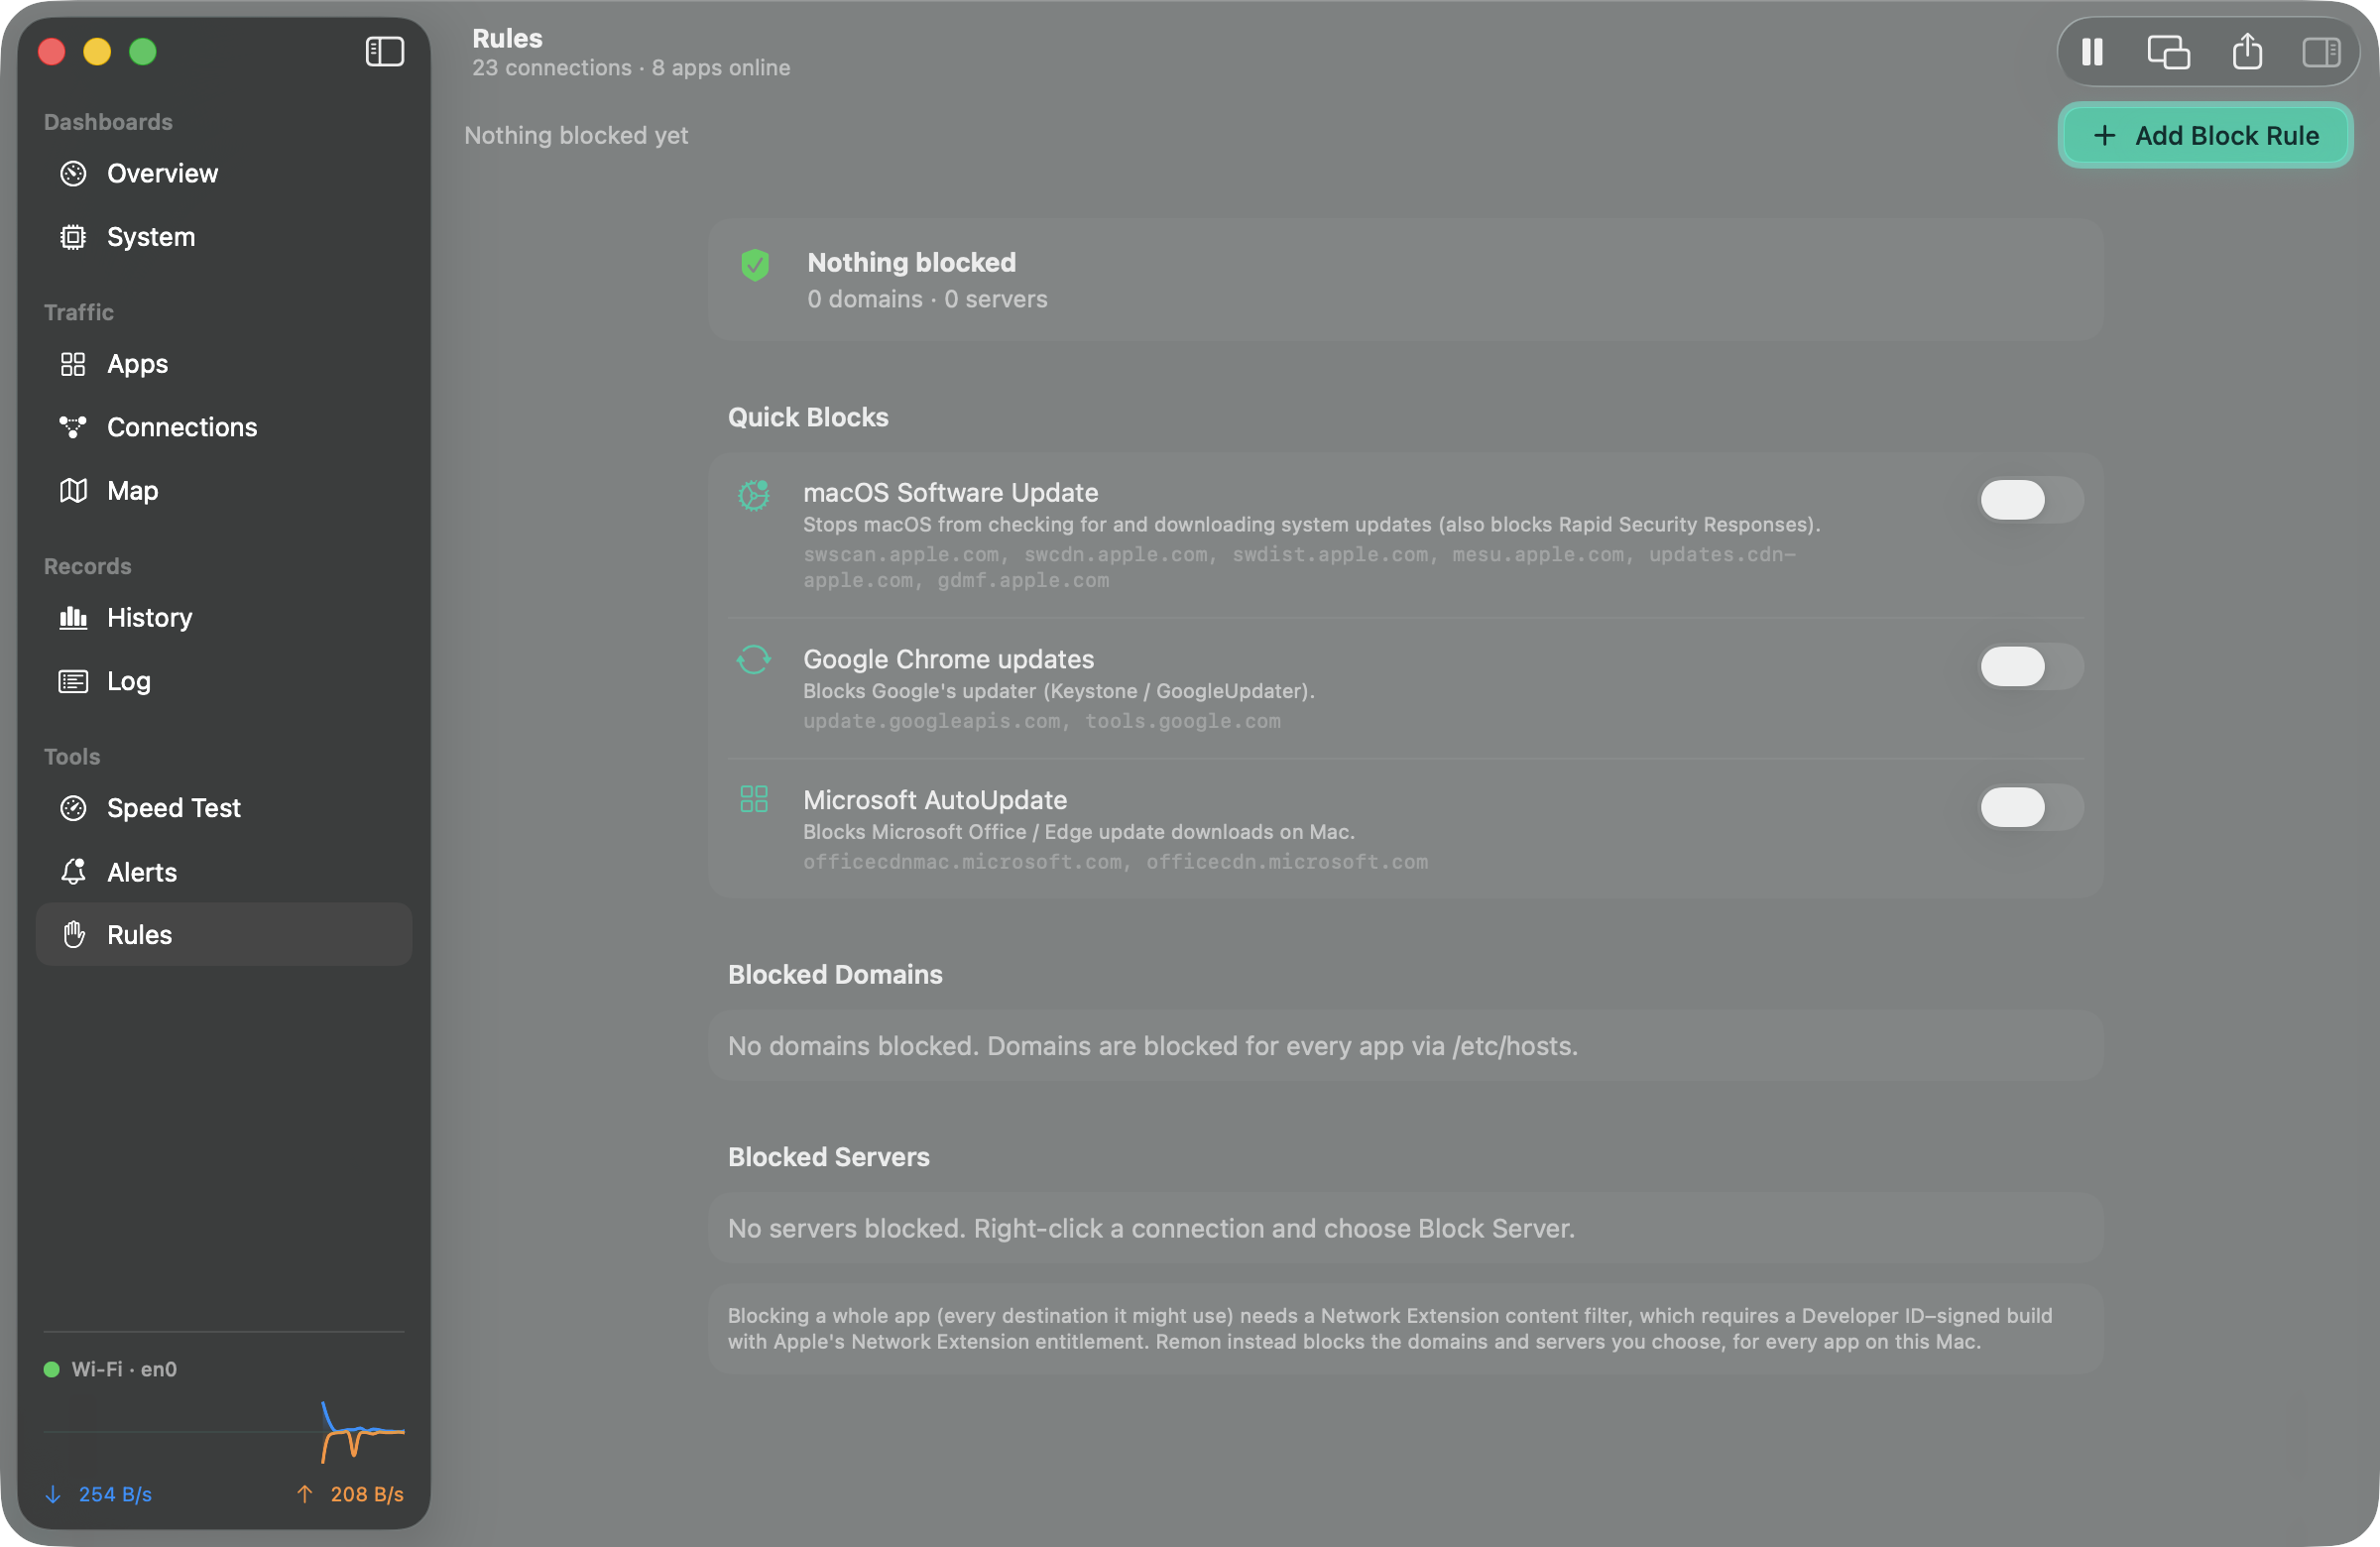 Dashboards
Overview
System
Traffic
Apps
Connections
Map
Records
History
Log
Tools
Speed Test
Alerts
Rules
Wi-Fi · en0
↓ 254 B/s
↑ 208 B/s
Rules
23 connections · 8 apps online
Nothing blocked yet
+ Add Block Rule
Nothing blocked
0 domains · 0 servers
Quick Blocks
macOS Software Update
Stops macOS from checking for and downloading system updates (also blocks Rapid Security Responses).
swscan.apple.com, swcdn.apple.com, swdist.apple.com, mesu.apple.com, updates.cdn-
apple.com, gdmf.apple.com
Google Chrome updates
Blocks Google's updater (Keystone / GoogleUpdater).
update.googleapis.com, tools.google.com
Microsoft AutoUpdate
Blocks Microsoft Office / Edge update downloads on Mac.
officecdnmac.microsoft.com, officecdn.microsoft.com
Blocked Domains
No domains blocked. Domains are blocked for every app via /etc/hosts.
Blocked Servers
No servers blocked. Right-click a connection and choose Block Server.
Blocking a whole app (every destination it might use) needs a Network Extension content filter, which requires a Developer ID–signed build
with Apple's Network Extension entitlement. Remon instead blocks the domains and servers you choose, for every app on this Mac.